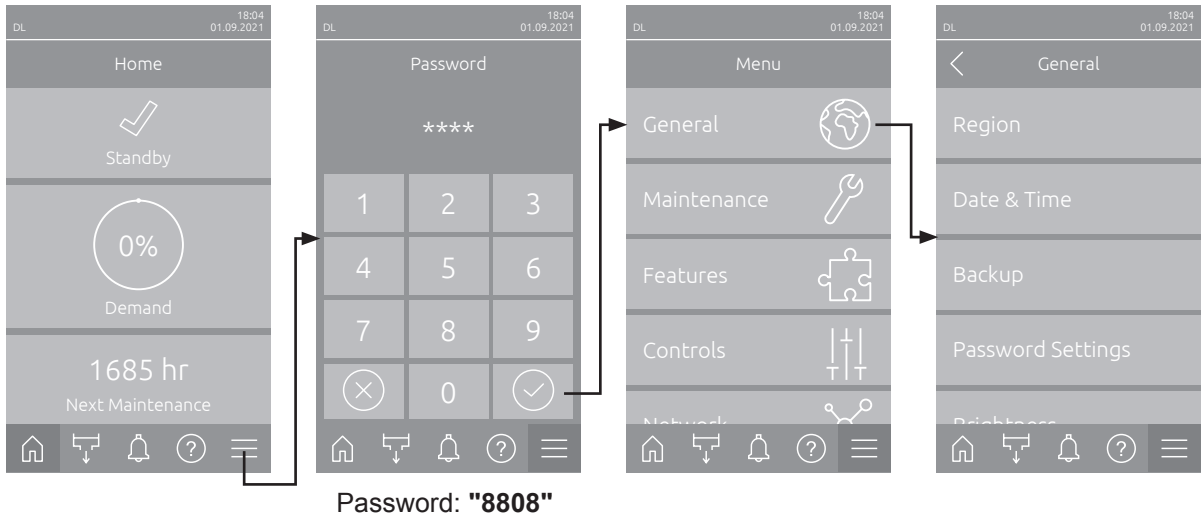 18:04
DL 01.09.2021
Home
Standby
0%
Demand
1685 hr
Next Maintenance
?
18:04
DL 01.09.2021
Password
****
1 2 3
4 5 6
7 8 9
0
?
Password: "8808"
18:04
DL 01.09.2021
Menu
General
Maintenance
Features
Controls
Network
?
18:04
DL 01.09.2021
General
Region
Date & Time
Backup
Password Settings
Brightness
?